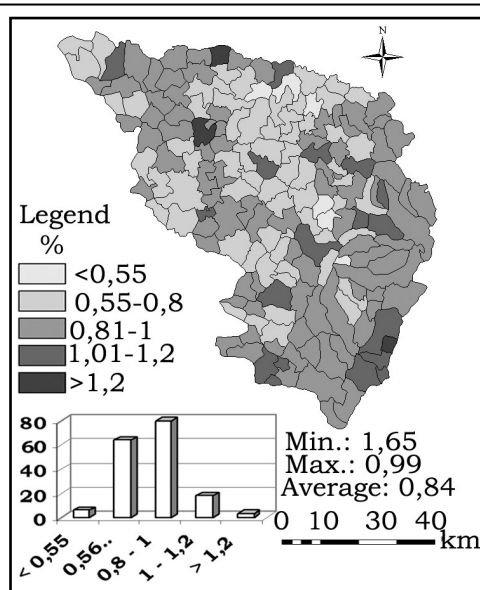 N
Legend
%
<0,55
0,55-0,8
0,81-1
1,01-1,2
>1,2
80
60
40
20
0
< 0,55
0,56..
0,8 - 1
1 - 1,2
> 1,2
Min.: 1,65
Max.: 0,99
Average: 0,84
0 10 20 30 40
km